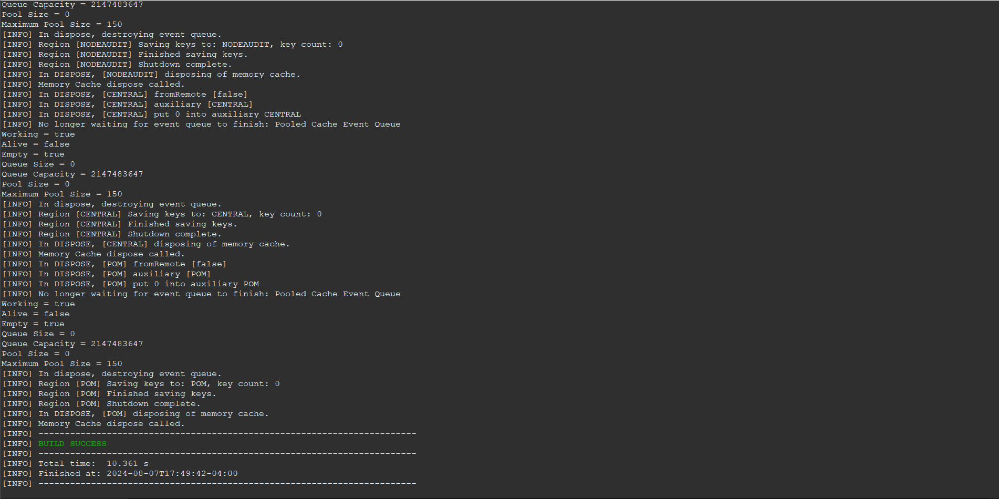 Queue Capacity = 2147483647
Pool Size = 0
Maximum Pool Size = 150
[INFO] In dispose, destroying event queue.
[INFO] Region [NODEAUDIT] Saving keys to: NODEAUDIT, key count: 0
[INFO] Region [NODEAUDIT] Finished saving keys.
[INFO] Region [NODEAUDIT] Shutdown complete.
[INFO] In DISPOSE, [NODEAUDIT] disposing of memory cache.
[INFO] Memory Cache dispose called.
[INFO] In DISPOSE, [CENTRAL] fromRemote [false]
[INFO] In DISPOSE, [CENTRAL] auxiliary [CENTRAL]
[INFO] In DISPOSE, [CENTRAL] put 0 into auxiliary CENTRAL
[INFO] No longer waiting for event queue to finish: Pooled Cache Event Queue
Working = true
Alive = false
Empty = true
Queue Size = 0
Queue Capacity = 2147483647
Pool Size = 0
Maximum Pool Size = 150
[INFO] In dispose, destroying event queue.
[INFO] Region [CENTRAL] Saving keys to: CENTRAL, key count: 0
[INFO] Region [CENTRAL] Finished saving keys.
[INFO] Region [CENTRAL] Shutdown complete.
[INFO] In DISPOSE, [CENTRAL] disposing of memory cache.
[INFO] Memory Cache dispose called.
[INFO] In DISPOSE, [POM] fromRemote [false]
[INFO] In DISPOSE, [POM] auxiliary [POM]
[INFO] In DISPOSE, [POM] put 0 into auxiliary POM
[INFO] No longer waiting for event queue to finish: Pooled Cache Event Queue
Working = true
Alive = false
Empty = true
Queue Size = 0
Queue Capacity = 2147483647
Pool Size = 0
Maximum Pool Size = 150
[INFO] In dispose, destroying event queue.
[INFO] Region [POM] Saving keys to: POM, key count: 0
[INFO] Region [POM] Finished saving keys.
[INFO] Region [POM] Shutdown complete.
[INFO] In DISPOSE, [POM] disposing of memory cache.
[INFO] Memory Cache dispose called.
[INFO] ------------------------------------------------------------------------
[INFO] BUILD SUCCESS
[INFO] ------------------------------------------------------------------------
[INFO] Total time:  10.361 s
[INFO] Finished at: 2024-08-07T17:49:42-04:00
[INFO] ------------------------------------------------------------------------